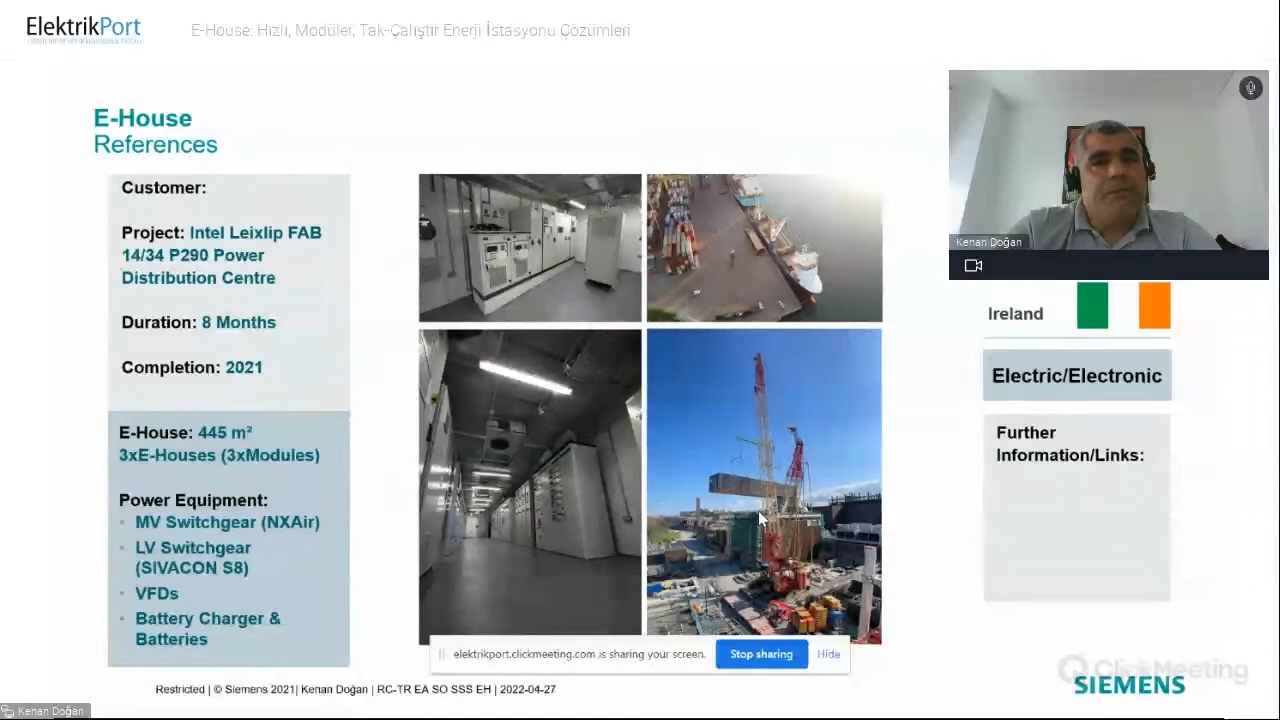 ElektrikPort
E-House: Hızlı, Modüler, Tak-Çalıştır Enerji İstasyonu Çözümleri
E-House
References
Customer:
Project: Intel Leixlip FAB
14/34 P290 Power
Distribution Centre
Duration: 8 Months
Completion: 2021
E-House: 445 m²
3xE-Houses (3xModules)
Power Equipment:
MV Switchgear (NXAir)
LV Switchgear
(SIVACON S8)
VFDs
Battery Charger &
Batteries
Kenan Doğan
Ireland
Electric/Electronic
Further
Information/Links:
elektrikport.clickmeeting.com is sharing your screen.
Stop sharing
Hide
ClickMeeting
SIEMENS
Restricted | © Siemens 2021| Kenan Doğan | RC-TR EA SO SSS EH | 2022-04-27
Kenan Doğan